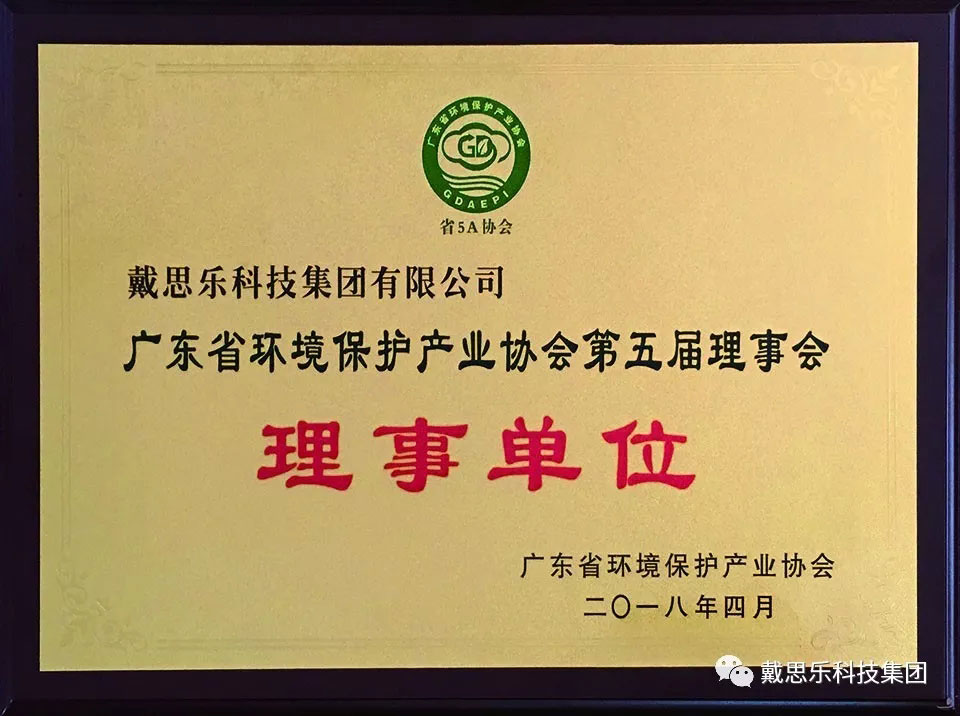 广东省环境保护产业协会
GD
GDAEPI
省5A协会
戴思乐科技集团有限公司
广东省环境保护产业协会第五届理事会
理事单位
广东省环境保护产业协会
二〇一八年四月
戴思乐科技集团